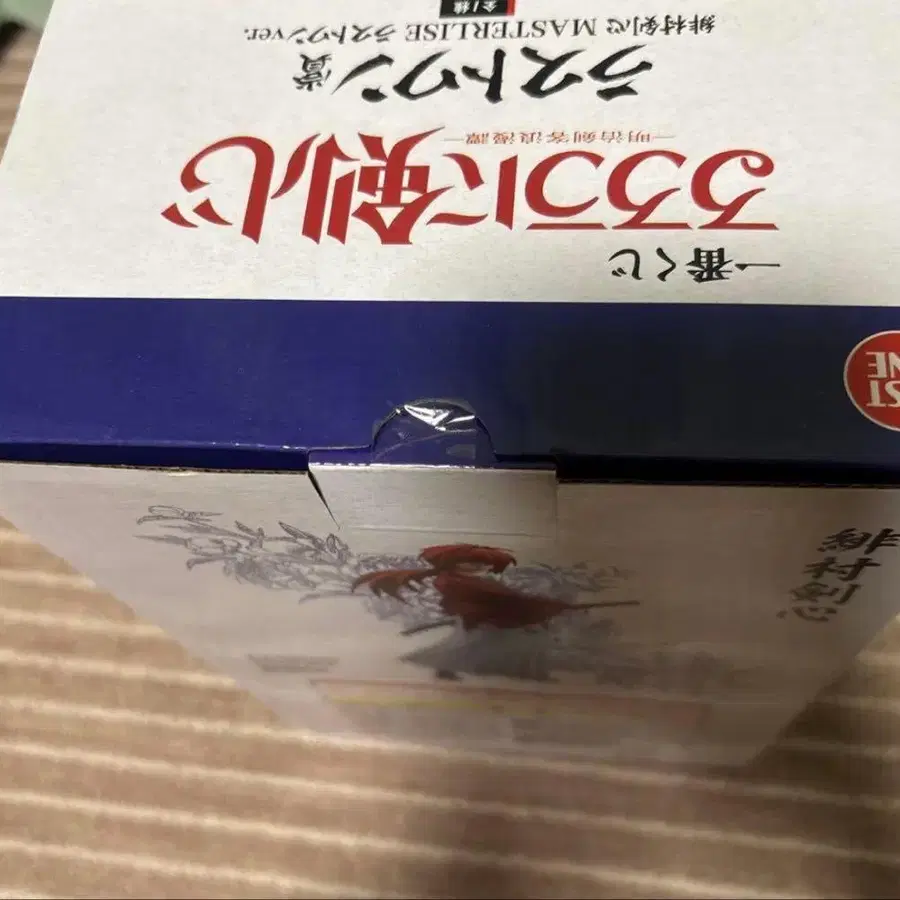 一番くじ
るろうに剣心
―明治剣客浪漫譚―
ラストワン賞
緋村剣心 MASTERLISE ラストワンver.
全1種
ST
NE
緋村剣心